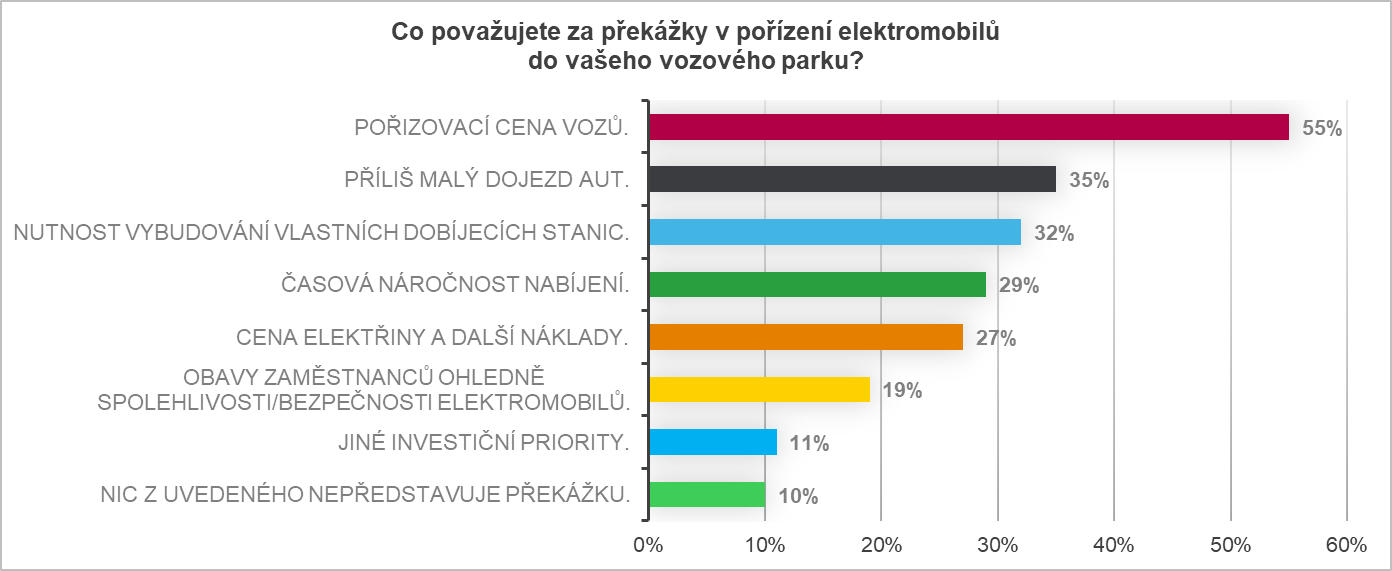 Co považujete za překážky v pořízení elektromobilů
do vašeho vozového parku?
POŘIZOVACÍ CENA VOZŮ.
55%
PŘÍLIŠ MALÝ DOJEZD AUT.
35%
NUTNOST VYBUDOVÁNÍ VLASTNÍCH DOBÍJECÍCH STANIC.
32%
ČASOVÁ NÁROČNOST NABÍJENÍ.
29%
CENA ELEKTŘINY A DALŠÍ NÁKLADY.
27%
OBAVY ZAMĚSTNANCŮ OHLEDNĚ
SPOLEHLIVOSTI/BEZPEČNOSTI ELEKTROMOBILŮ.
19%
JINÉ INVESTIČNÍ PRIORITY.
11%
NIC Z UVEDENÉHO NEPŘEDSTAVUJE PŘEKÁŽKU.
10%
0% 10% 20% 30% 40% 50% 60%